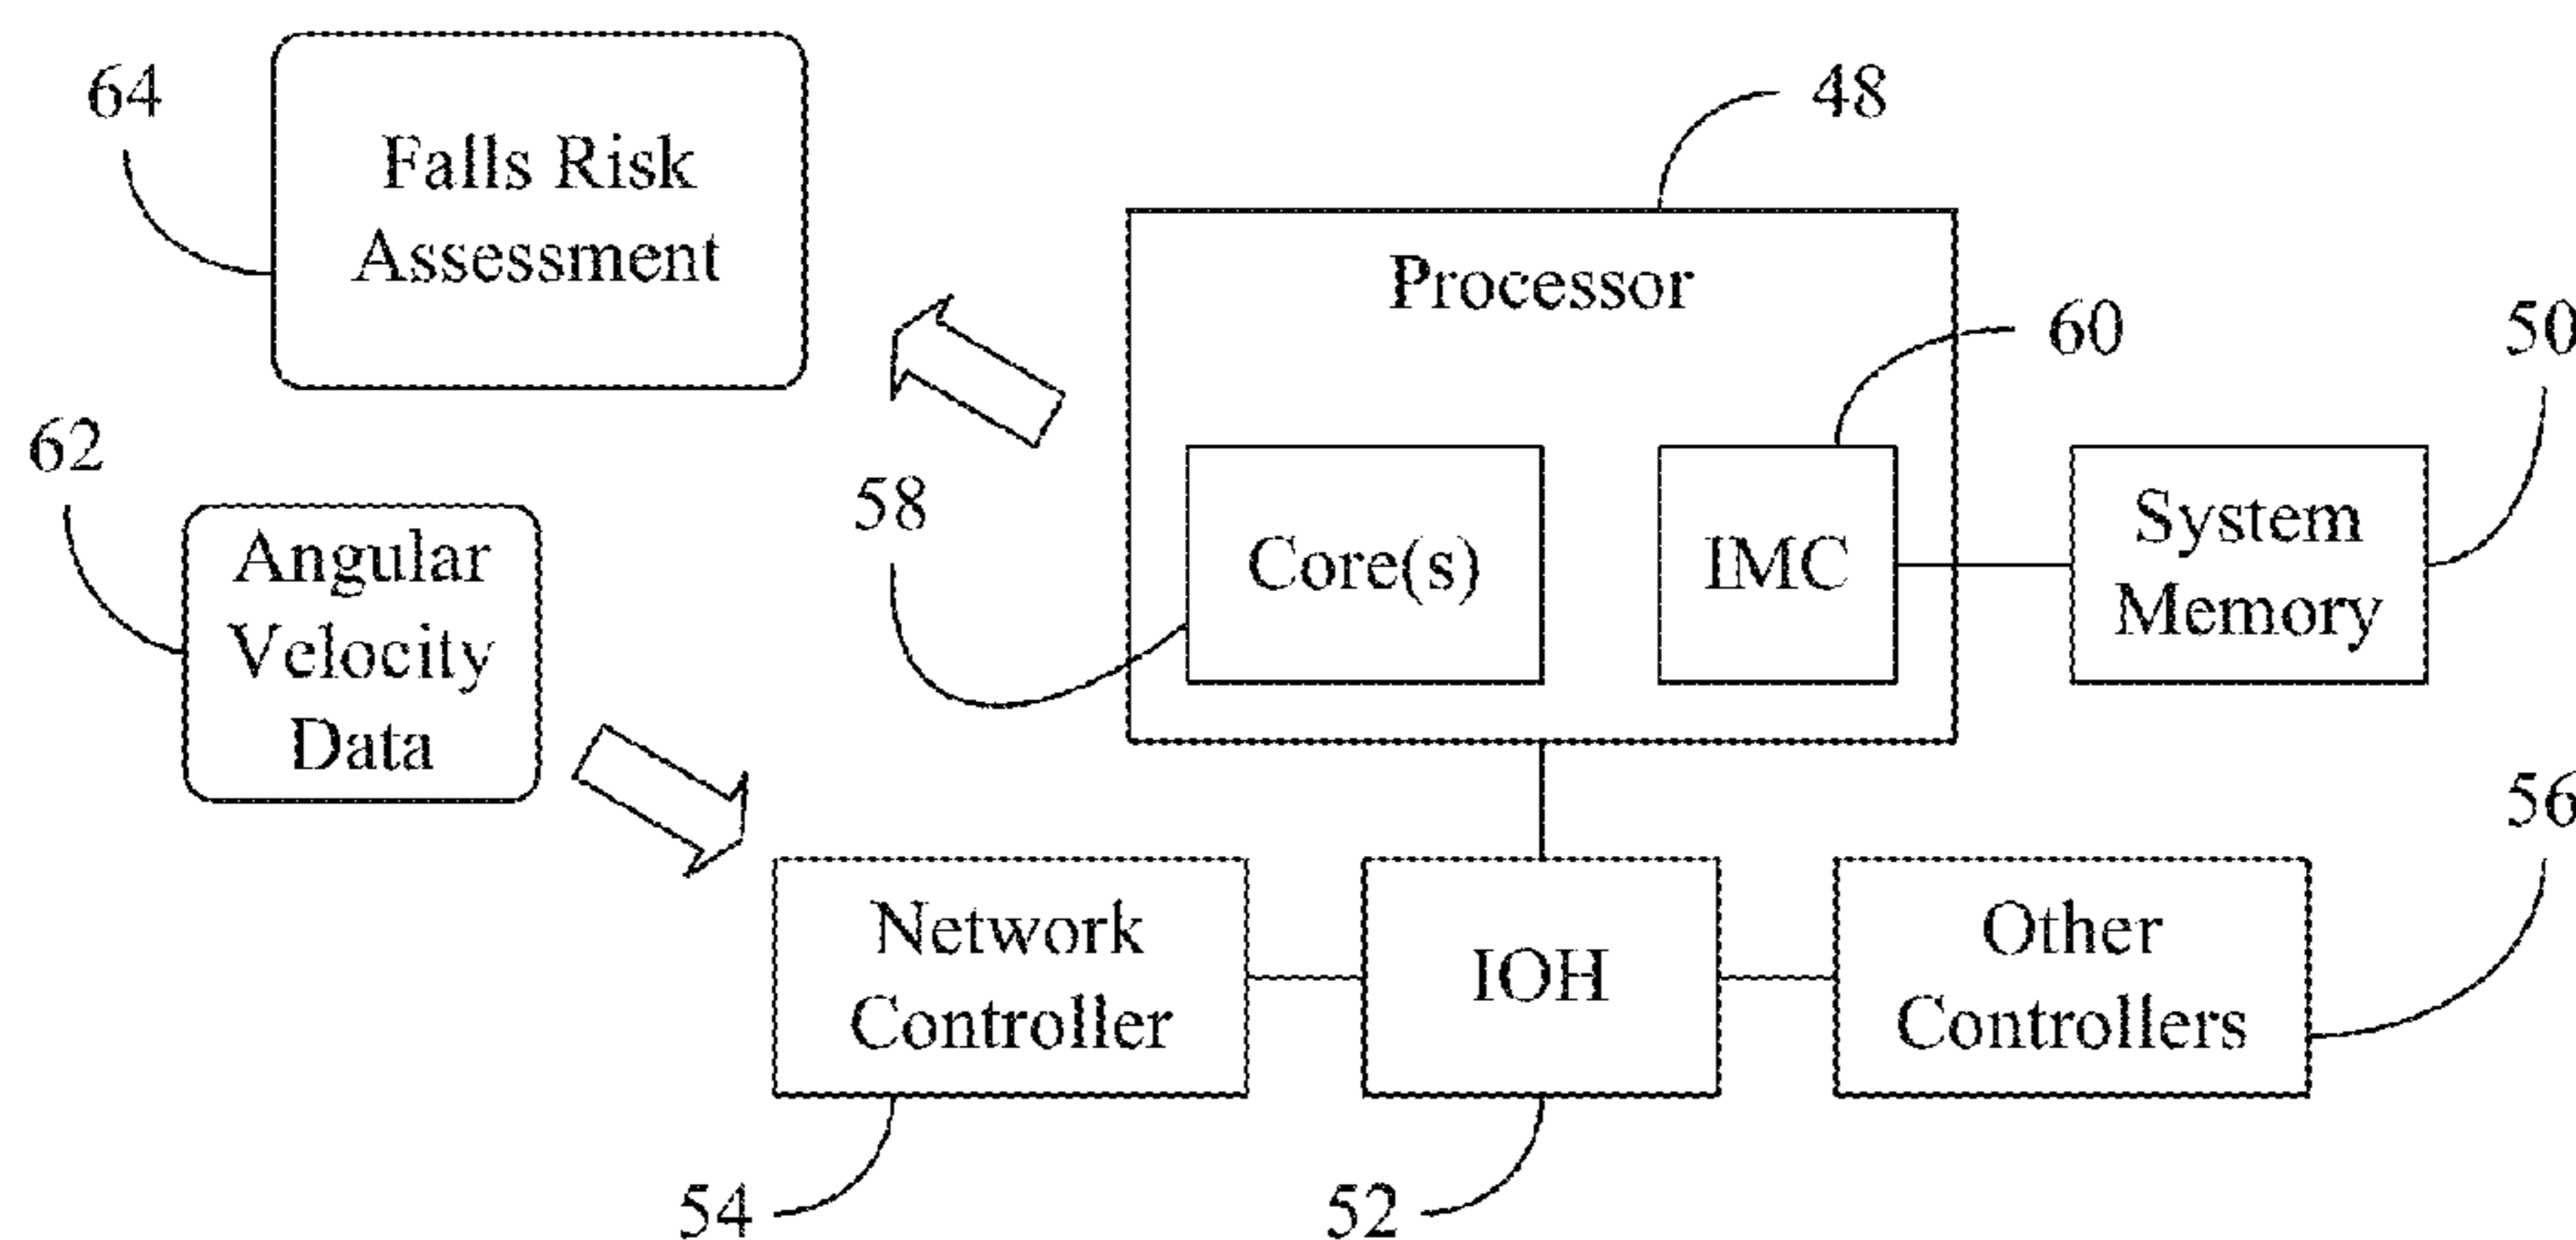 64
Falls Risk
Assessment
48
Processor
60
50
62
Angular
Velocity
Data
58
Core(s)
IMC
System
Memory
56
Network
Controller
IOH
Other
Controllers
54
52